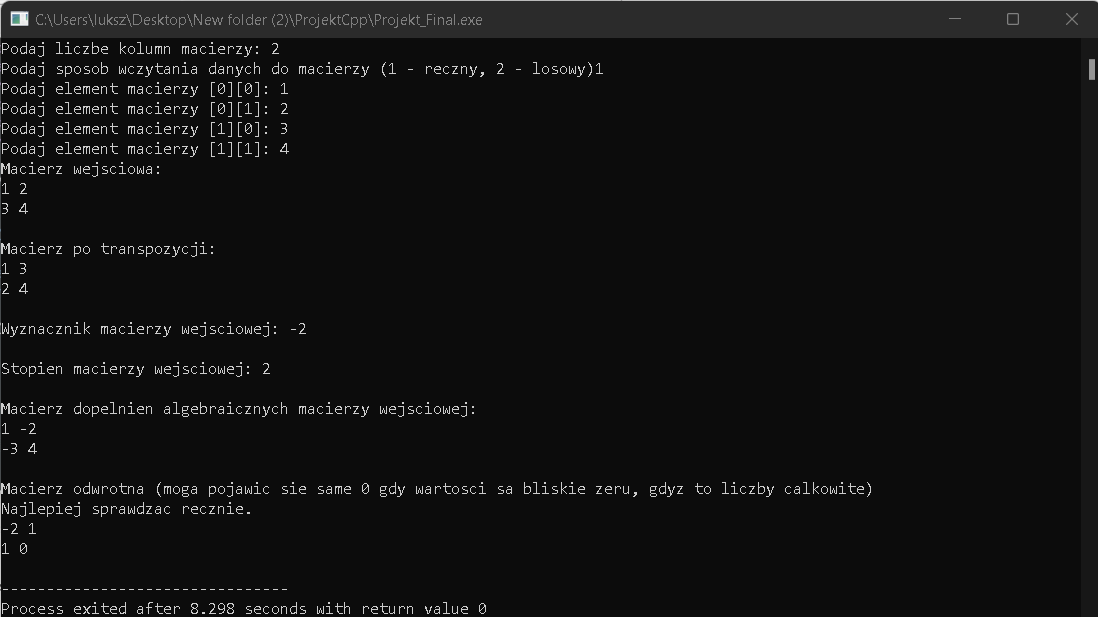 C:\Users\luksz\Desktop\New folder (2)\ProjektCpp\Projekt_Final.exe
Podaj liczbe kolumn macierzy: 2
Podaj sposob wczytania danych do macierzy (1 - reczny, 2 - losowy)1
Podaj element macierzy [0][0]: 1
Podaj element macierzy [0][1]: 2
Podaj element macierzy [1][0]: 3
Podaj element macierzy [1][1]: 4
Macierz wejsciowa:
1 2
3 4
Macierz po transpozycji:
1 3
2 4
Wyznacznik macierzy wejsciowej: -2
Stopien macierzy wejsciowej: 2
Macierz dopelnien algebraicznych macierzy wejsciowej:
1 -2
-3 4
Macierz odwrotna (moga pojawic sie same 0 gdy wartosci sa bliskie zeru, gdyz to liczby calkowite)
Najlepiej sprawdzac recznie.
-2 1
1 0
--------------------------------
Process exited after 8.298 seconds with return value 0